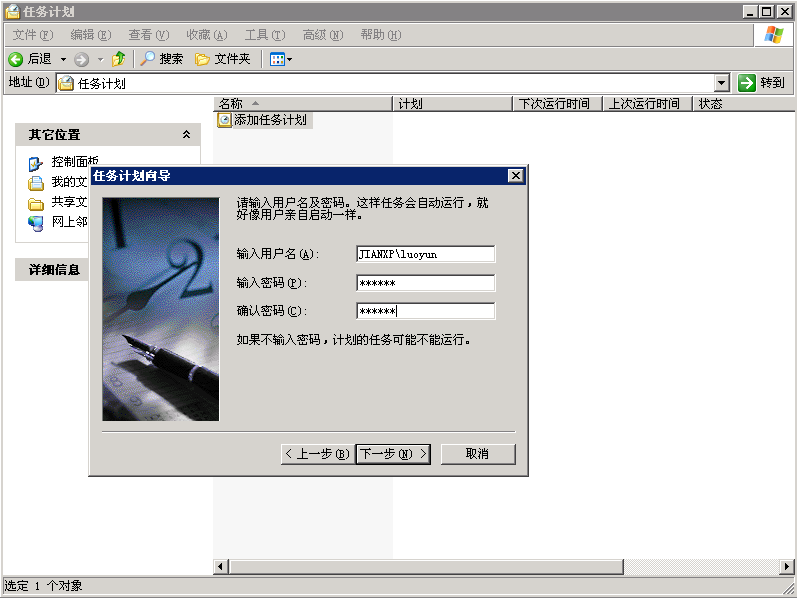 任务计划
文件(F) 编辑(E) 查看(V) 收藏(A) 工具(T) 高级(N) 帮助(H)
后退 搜索 文件夹
地址(D) 任务计划 转到
名称 计划 下次运行时间 上次运行时间 状态
添加任务计划
其它位置
控制面板
我的文
共享文
网上邻
详细信息
任务计划向导
请输入用户名及密码。这样任务会自动运行，就
好像用户亲自启动一样。
输入用户名(A): JIANXP\luoyun
输入密码(P): ******
确认密码(C): ******
如果不输入密码，计划的任务可能不能运行。
< 上一步(B) 下一步(N) > 取消
选定 1 个对象